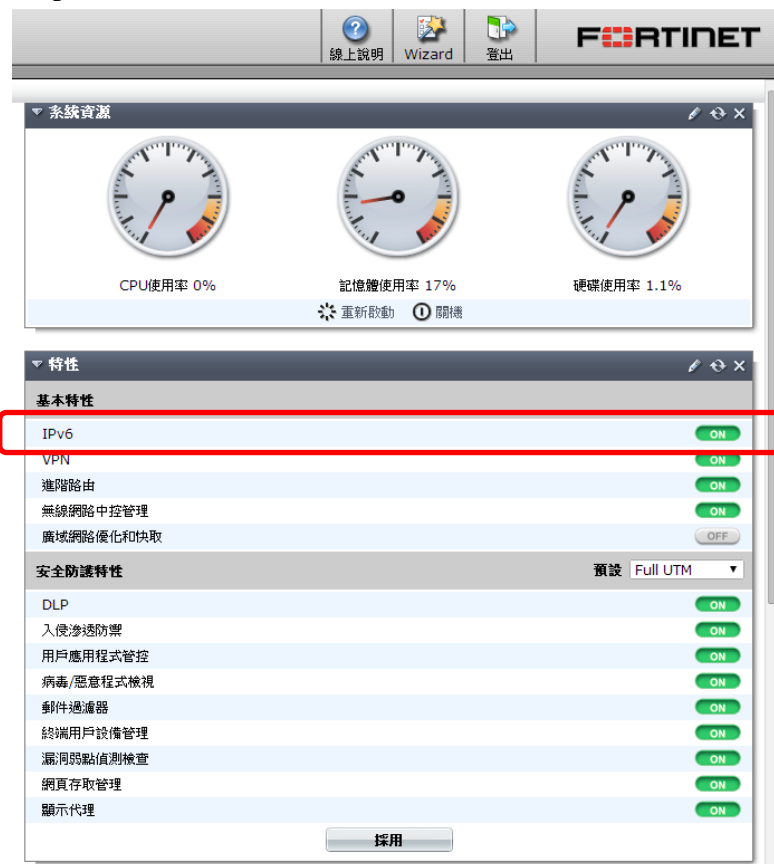 線上說明 Wizard 登出 FORTINET
系統資源
CPU使用率 0% 記憶體使用率 17% 硬碟使用率 1.1%
重新啟動 關機
特性
基本特性
IPv6 ON
VPN ON
進階路由 ON
無線網路中控管理 ON
廣域網路優化和快取 OFF
安全防護特性 預設 Full UTM
DLP ON
入侵滲透防禦 ON
用戶應用程式管控 ON
病毒/惡意程式檢視 ON
郵件過濾器 ON
終端用戶設備管理 ON
漏洞弱點偵測檢查 ON
網頁存取管理 ON
顯示代理 ON
採用